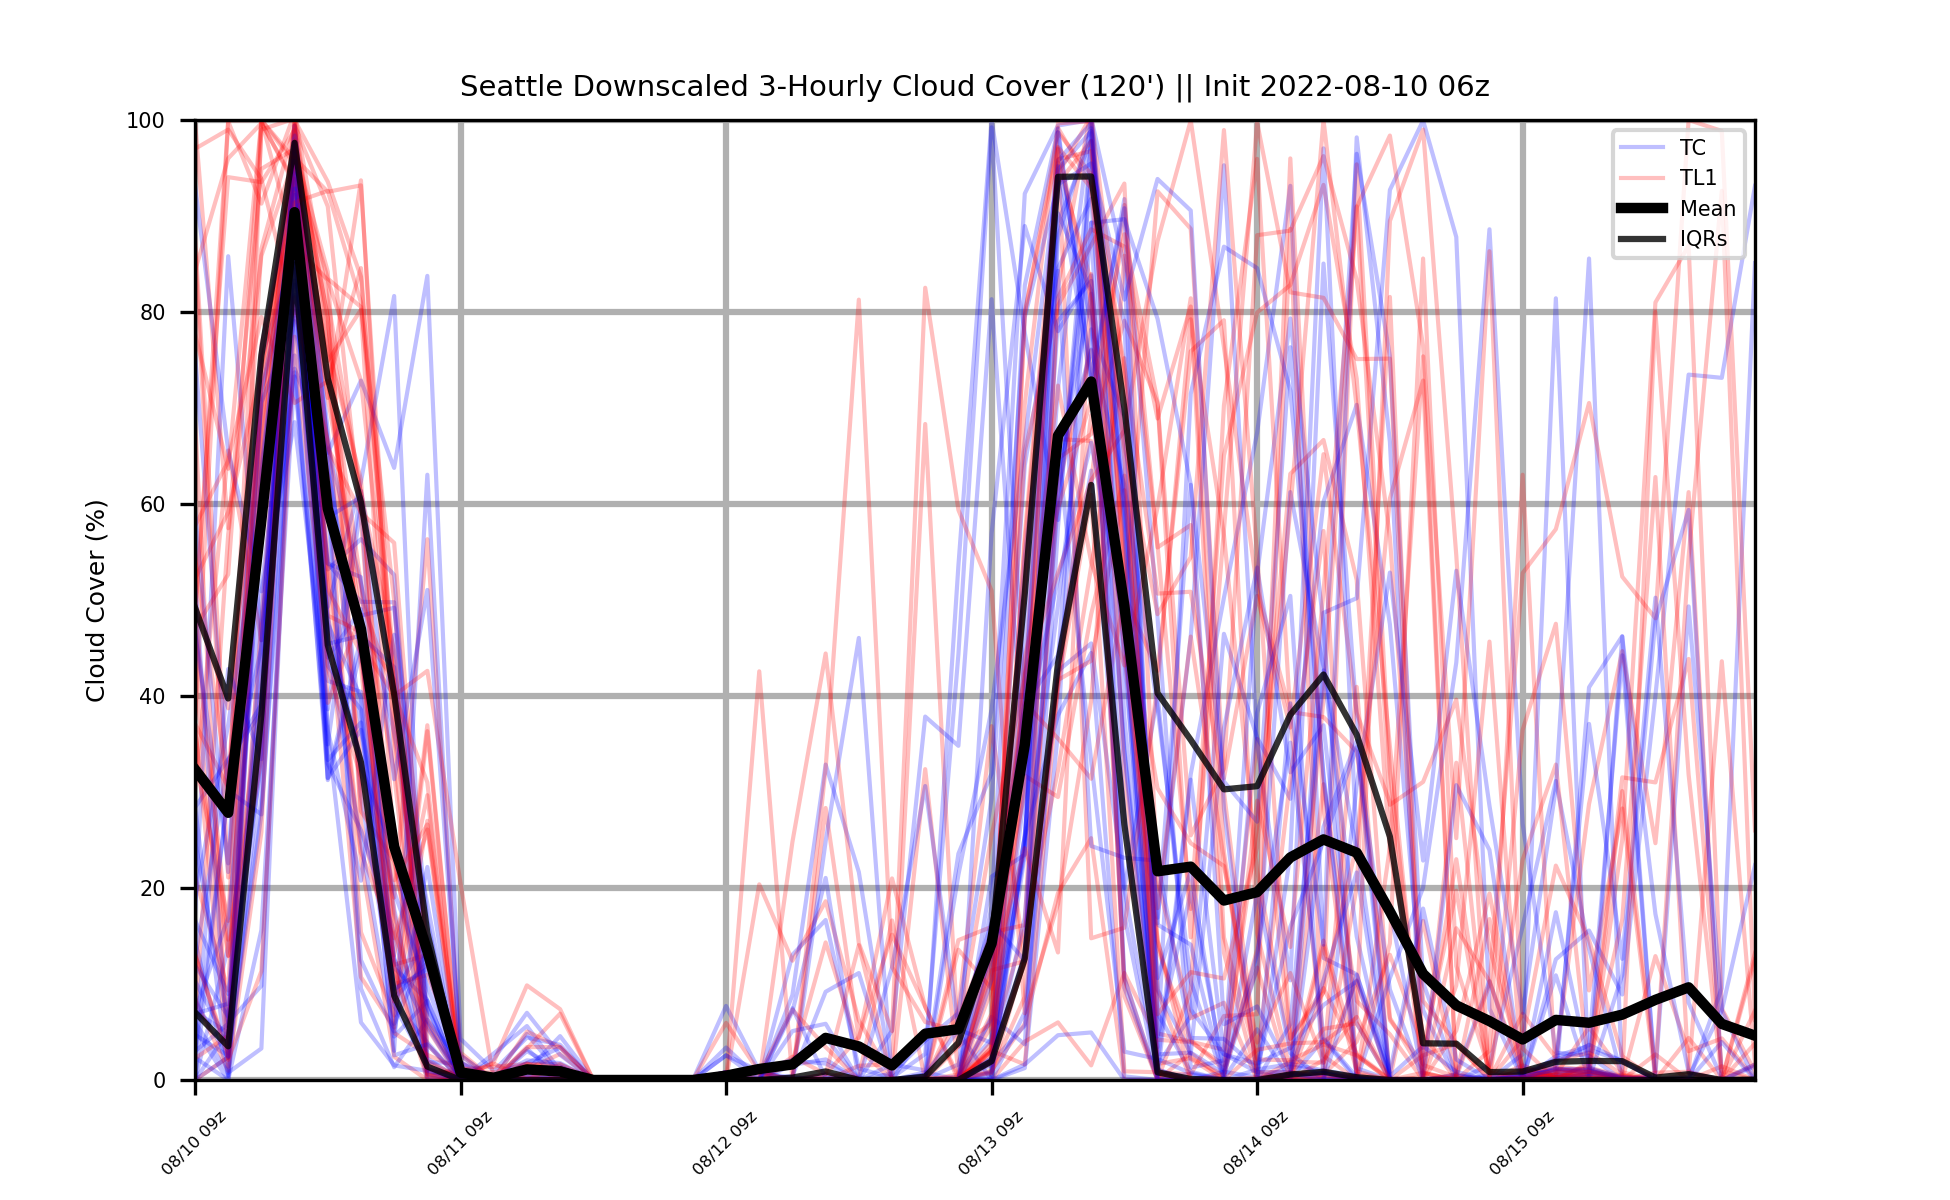 Seattle Downscaled 3-Hourly Cloud Cover (120') || Init 2022-08-10 06z
Cloud Cover (%)
100
80
60
40
20
0
TC
TL1
Mean
IQRs
08/10 09z
08/11 09z
08/12 09z
08/13 09z
08/14 09z
08/15 09z